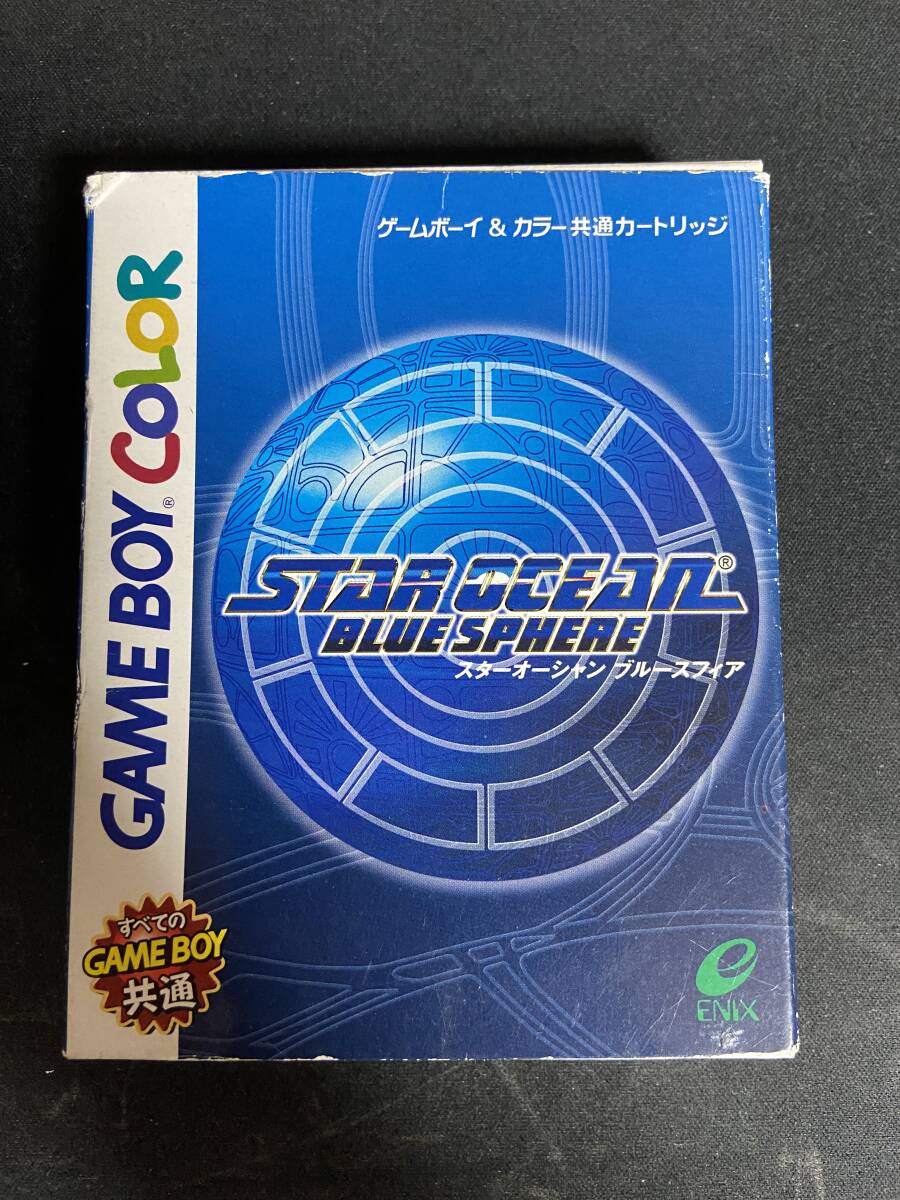 ゲームボーイ & カラー共通カートリッジ
GAME BOY® COLOR
STAR OCEAN®
BLUE SPHERE
スターオーシャン ブルースフィア
すべての
GAME BOY
共通
ENIX